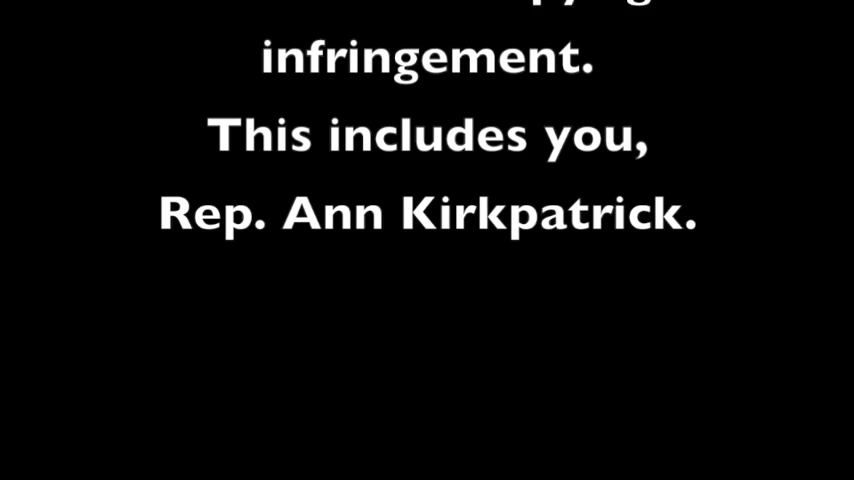 infringement.
This includes you,
Rep. Ann Kirkpatrick.